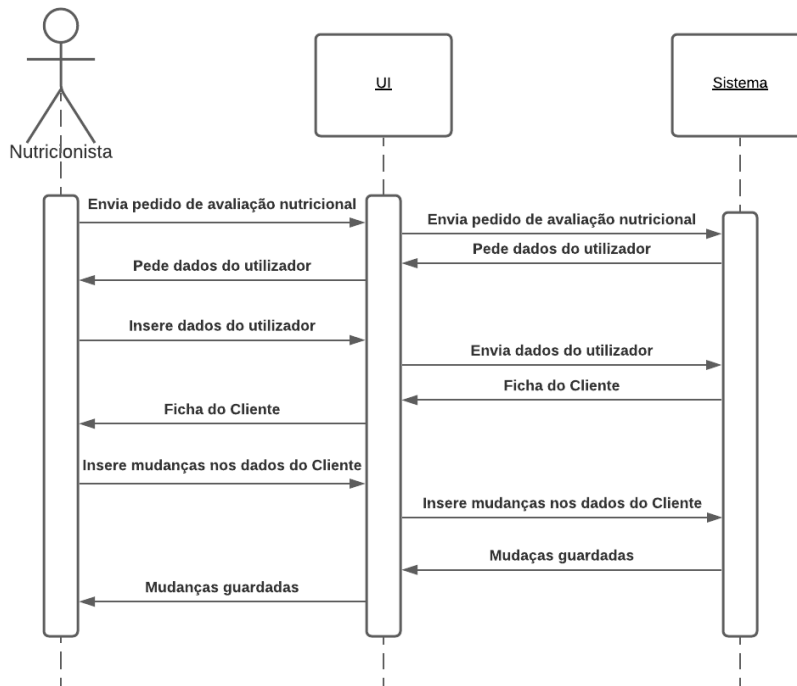 UI
Sistema
Nutricionista
Envia pedido de avaliação nutricional
Envia pedido de avaliação nutricional
Pede dados do utilizador
Pede dados do utilizador
Insere dados do utilizador
Envia dados do utilizador
Ficha do Cliente
Ficha do Cliente
Insere mudanças nos dados do Cliente
Insere mudanças nos dados do Cliente
Mudaças guardadas
Mudanças guardadas